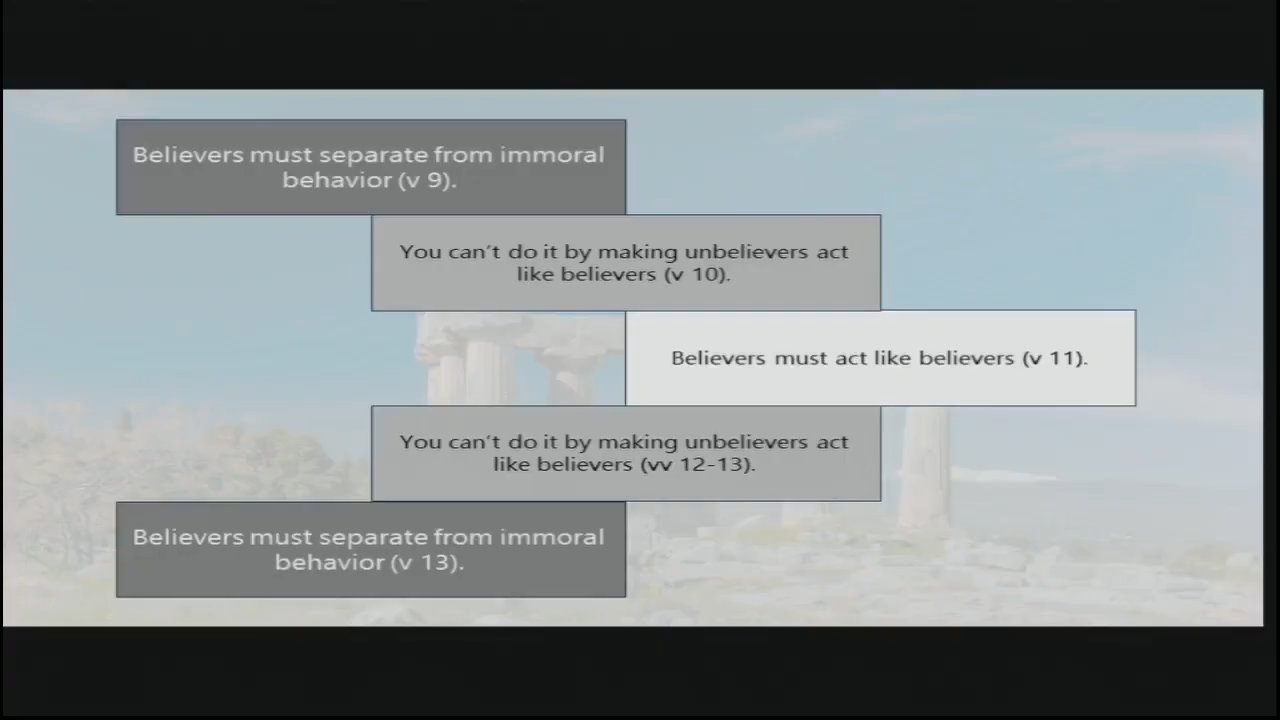 Believers must separate from immoral
behavior (v 9).
You can't do it by making unbelievers act
like believers (v 10).
Believers must act like believers (v 11).
You can't do it by making unbelievers act
like believers (vv 12-13).
Believers must separate from immoral
behavior (v 13).